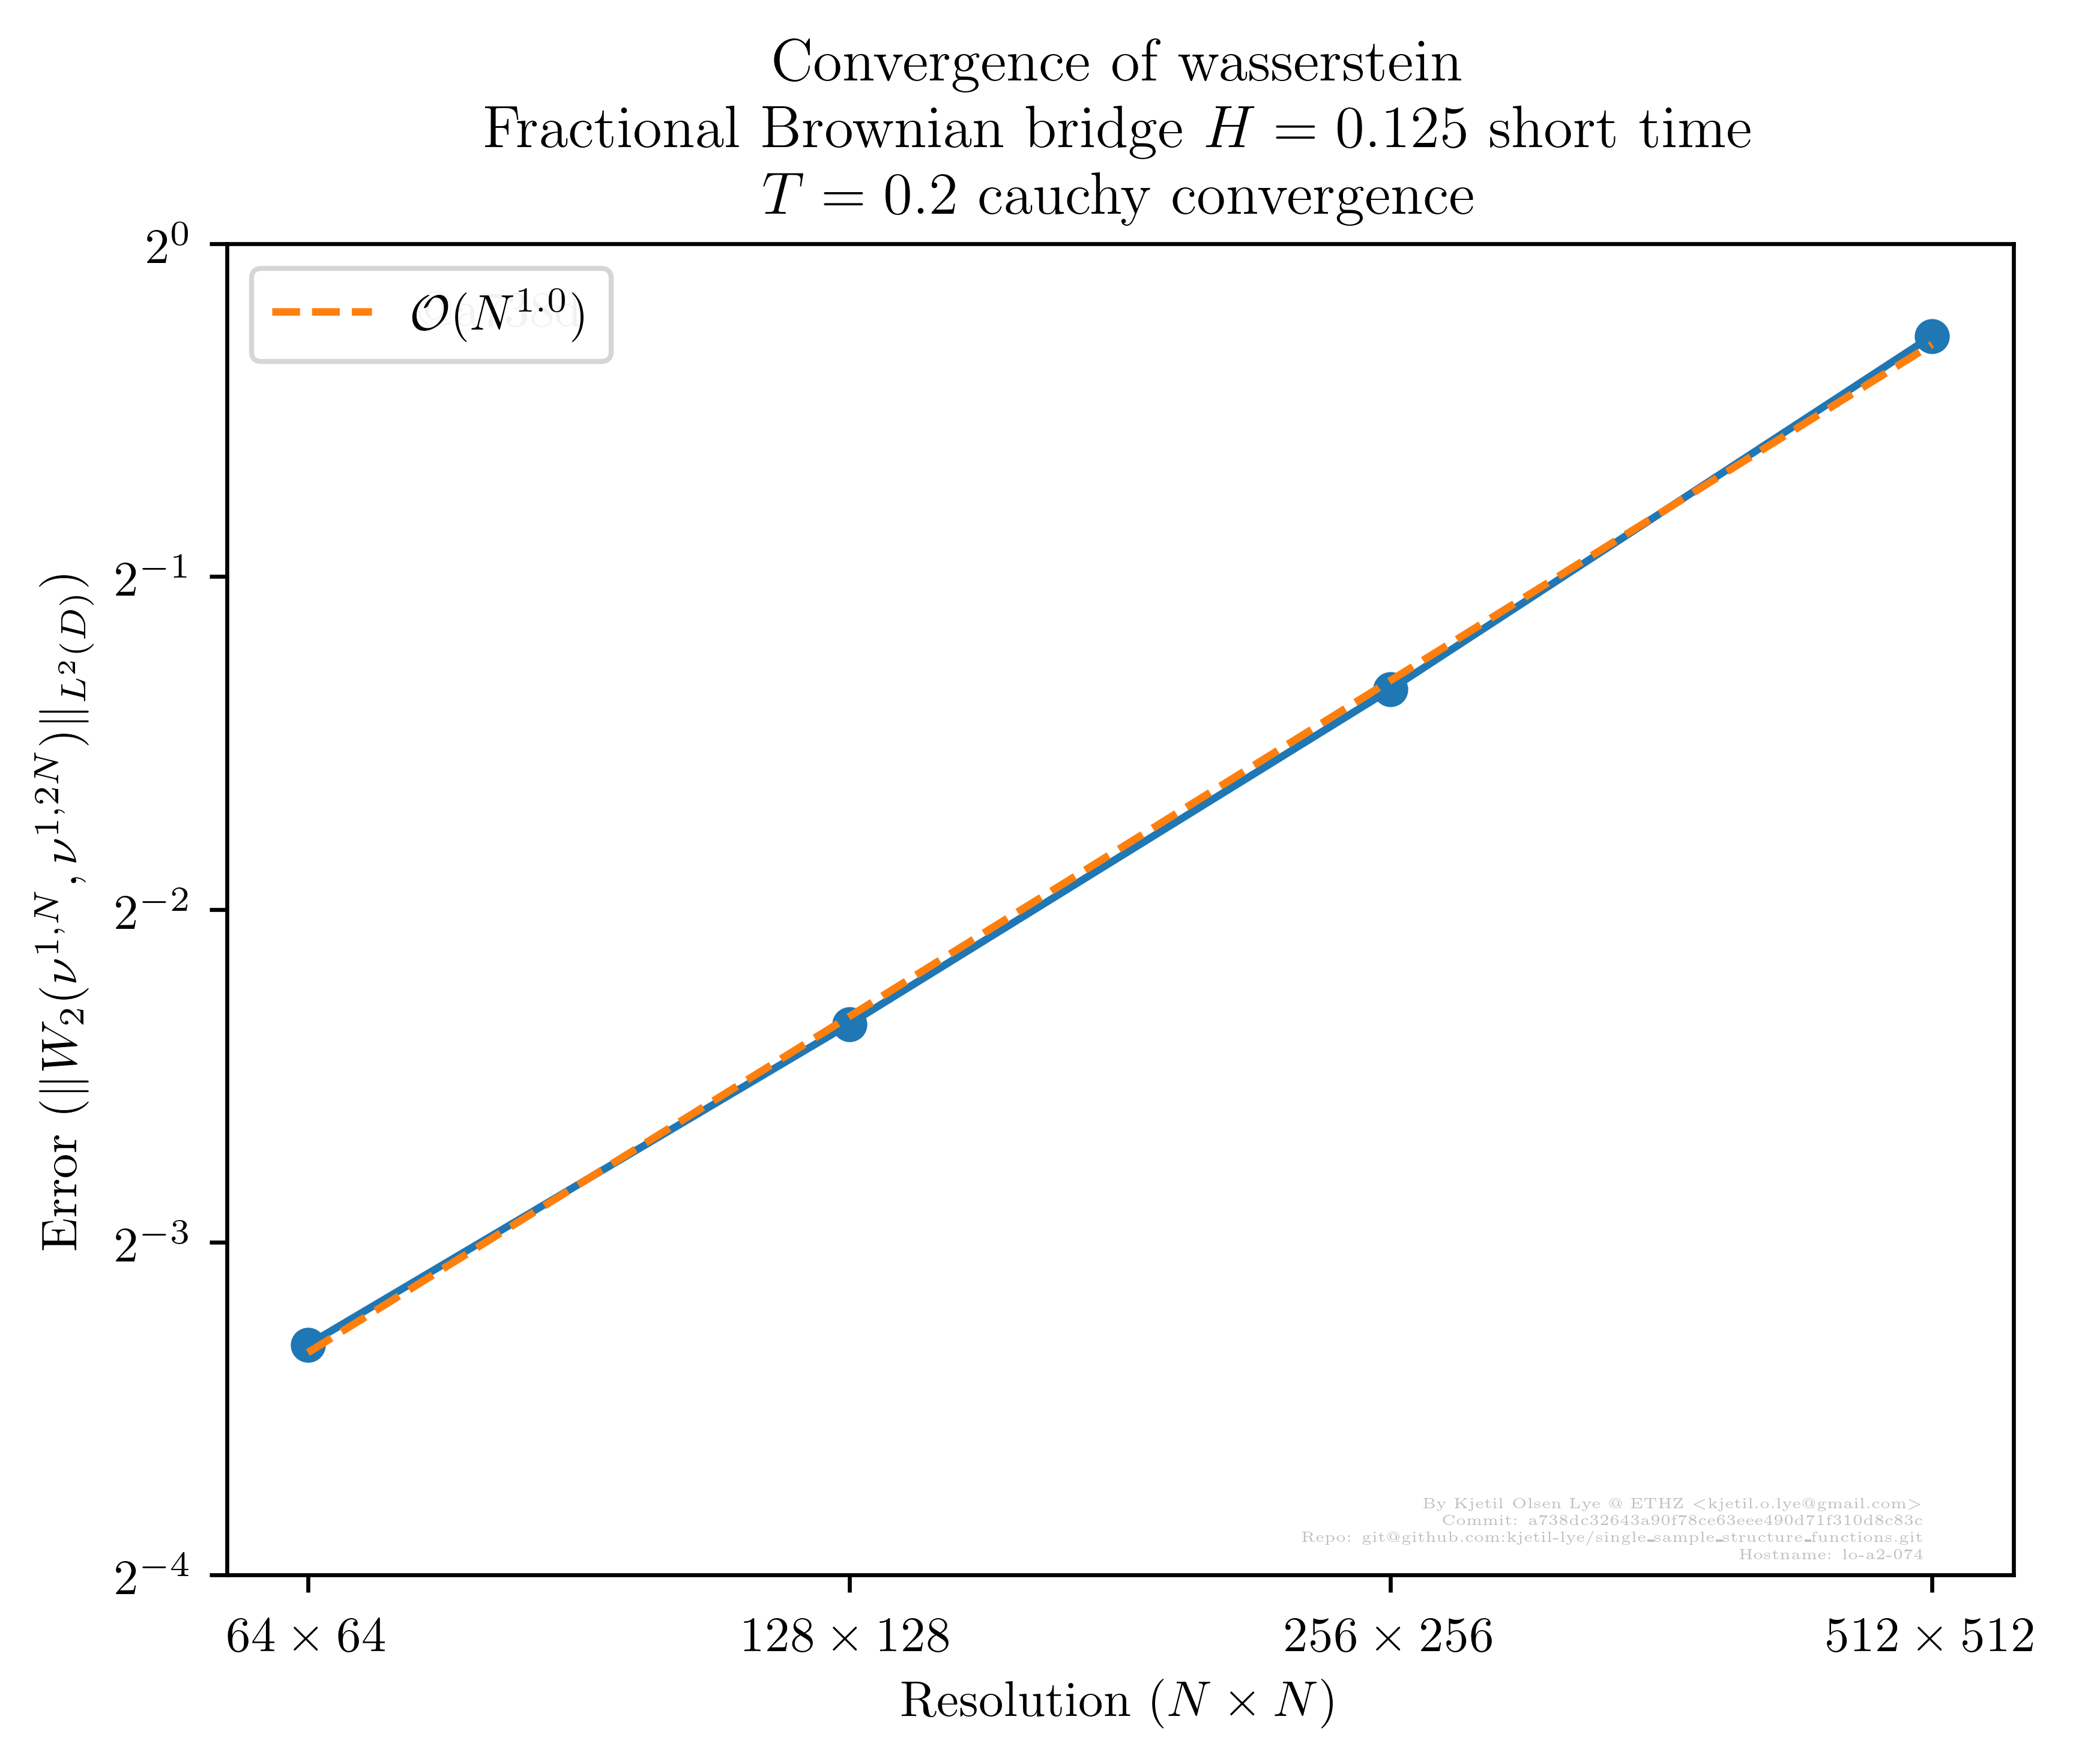 Convergence of wasserstein
Fractional Brownian bridge H = 0.125 short time
T = 0.2 cauchy convergence
2^0
2^{-1}
2^{-2}
2^{-3}
2^{-4}
Error (||W_2(ν^{1,N}, ν^{1,2N})||_{L^2(D)})
O(N^{1.0})
By Kjetil Olsen Lye @ ETHZ <kjetil.o.lye@gmail.com>
Commit: a738dc32643a90f78ce63eee490d71f310d8c83c
Repo: git@github.com:kjetil-lye/single_sample_structure_functions.git
Hostname: lo-a2-074
64 × 64
128 × 128
256 × 256
512 × 512
Resolution (N × N)